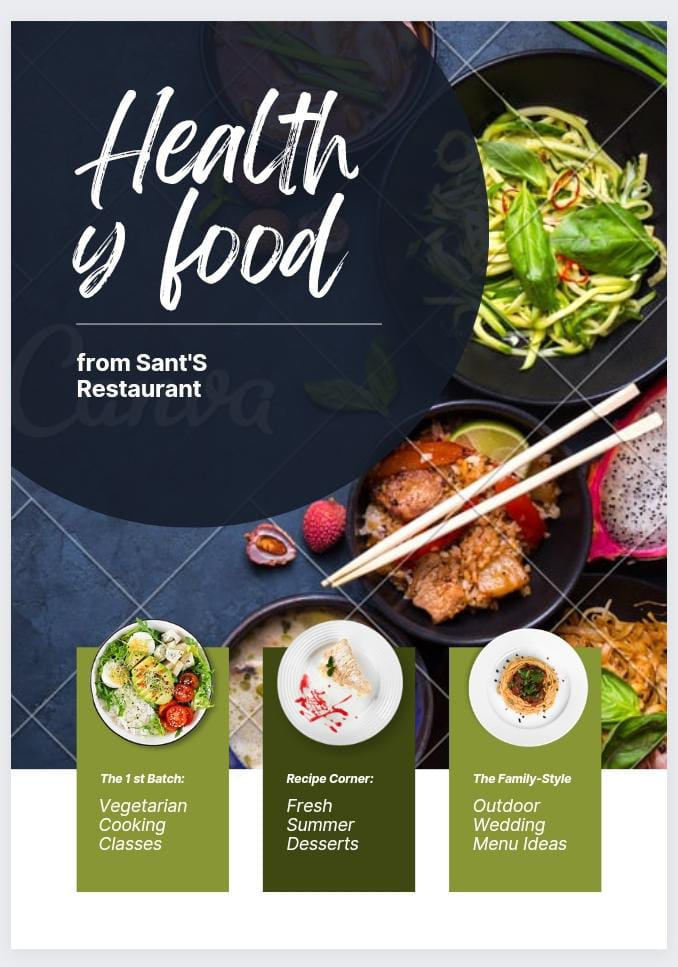 Health
y food
from Sant'S
Restaurant
Canva
The 1 st Batch:
Vegetarian
Cooking
Classes
Recipe Corner:
Fresh
Summer
Desserts
The Family-Style
Outdoor
Wedding
Menu Ideas